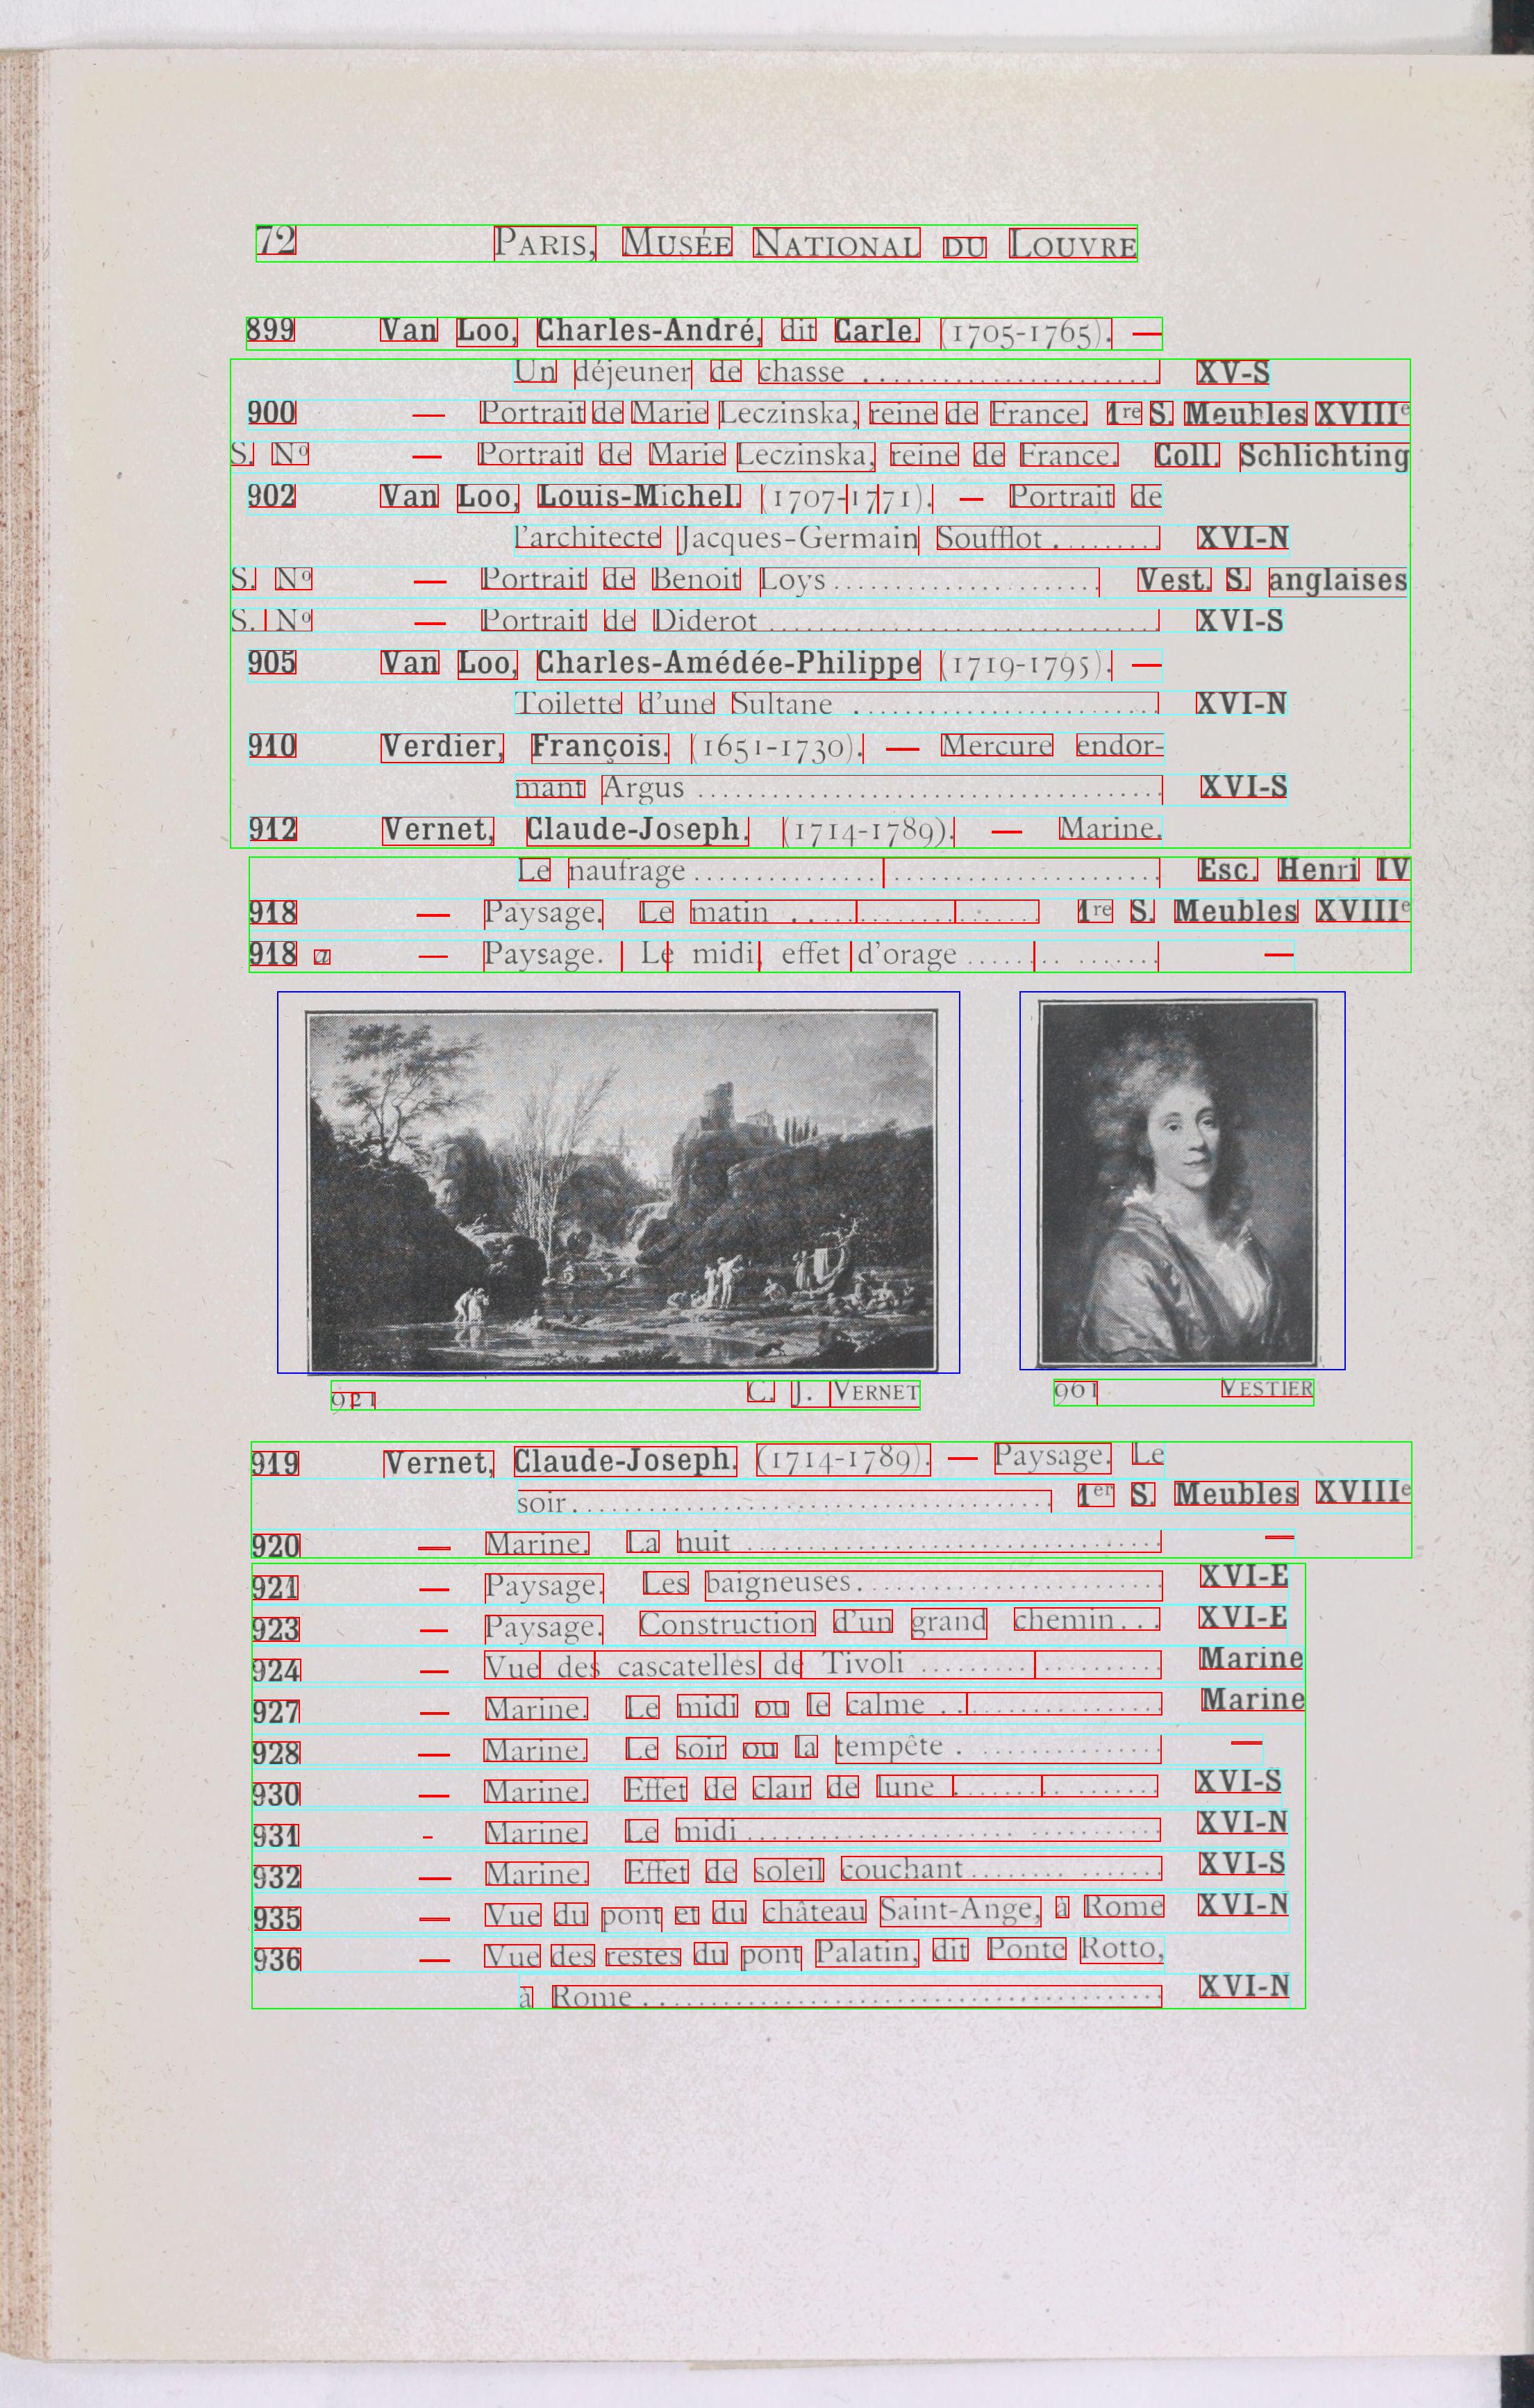 72 PARIS, MUSÉE NATIONAL DU LOUVRE
899 Van Loo, Charles-André, dit Carle. (1705-1765). —
Un déjeuner de chasse ........................ XV-S
900 — Portrait de Marie Leczinska, reine de France. 1re S. Meubles XVIIIe
S. No — Portrait de Marie Leczinska, reine de France. Coll. Schlichting
902 Van Loo, Louis-Michel. (1707-1771). — Portrait de
l'architecte Jacques-Germain Soufflot ......... XVI-N
S. No — Portrait de Benoit Loys .................... Vest. S. anglaises
S. No — Portrait de Diderot ............................. XVI-S
905 Van Loo, Charles-Amédée-Philippe (1719-1795). —
Toilette d'une Sultane ....................... XVI-N
910 Verdier, François. (1651-1730). — Mercure endor-
mant Argus ................................... XVI-S
912 Vernet, Claude-Joseph. (1714-1789). — Marine.
Le naufrage ................................... Esc. Henri IV
918 — Paysage. Le matin ................... 1re S. Meubles XVIIIe
918 a — Paysage. Le midi, effet d'orage ............... —
921 C. J. VERNET
961 VESTIER
919 Vernet, Claude-Joseph. (1714-1789). — Paysage. Le
soir .................................... 1er S. Meubles XVIIIe
920 — Marine. La nuit ............................... —
921 — Paysage. Les baigneuses ....................... XVI-E
923 — Paysage. Construction d'un grand chemin ... XVI-E
924 — Vue des cascatelles de Tivoli .................. Marine
927 — Marine. Le midi ou le calme ................. Marine
928 — Marine. Le soir ou la tempête ............... —
930 — Marine. Effet de clair de lune ................ XVI-S
931 - Marine. Le midi ............................... XVI-N
932 — Marine. Effet de soleil couchant ............... XVI-S
935 — Vue du pont et du château Saint-Ange, à Rome XVI-N
936 — Vue des restes du pont Palatin, dit Ponte Rotto,
à Rome ....................................... XVI-N